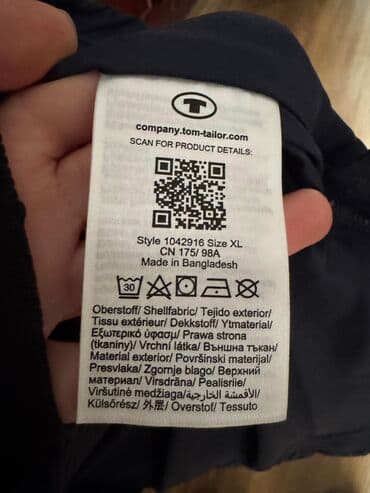 T
company.tom-tailor.com
SCAN FOR PRODUCT DETAILS:
Style 1042916 Size XL
CN 175/ 98A
Made in Bangladesh
30
Oberstoff/ Shellfabric/ Tejido exterior/
Tissu extérieur/ Dekkstoff/ Ytmaterial/
Εξωτερικό ύφασμ/ Prawa strona
(tkaniny)/ Vrchní látka/ Външна тъкан/
Material exterior/ Površinski materijal/
Presvlaka/ Zgornje blago/ Верхний
материал/ Virsdrāna/ Pealisriie/
Viršutinė medžiaga/الأقمشة الخارجية/
Külsőrész/ 外层/ Overstof/ Tessuto